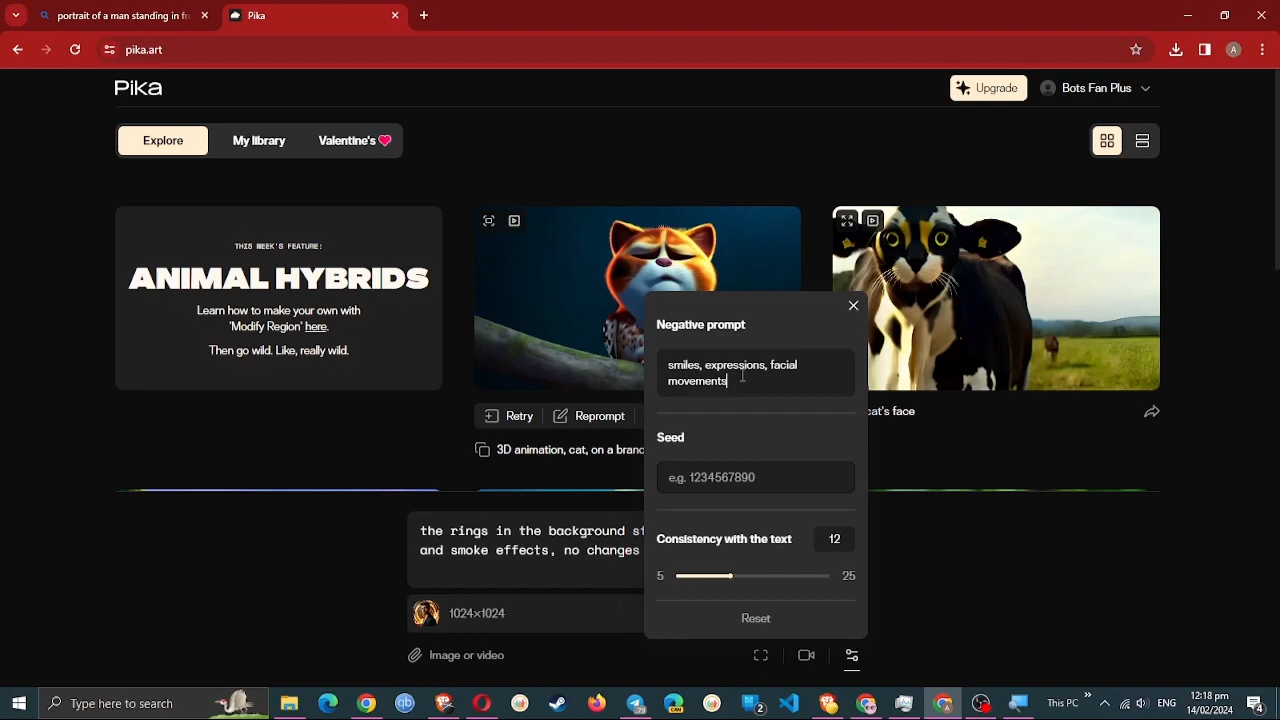 portrait of a man standing in fr
Pika
pika.art
A
Pika
Upgrade
Bots Fan Plus
Explore
My library
Valentine's
THIS WEEK'S FEATURE:
ANIMAL HYBRIDS
Learn how to make your own with
'Modify Region' here.
Then go wild. Like, really wild.
Retry
Reprompt
3D animation, cat, on a branc
cat's face
Negative prompt
smiles, expressions, facial
movements
Seed
e.g. 1234567890
Consistency with the text
12
5
25
Reset
the rings in the background st
and smoke effects, no changes
1024×1024
Image or video
Type here to search
This PC
ENG
12:18 pm
14/02/2024